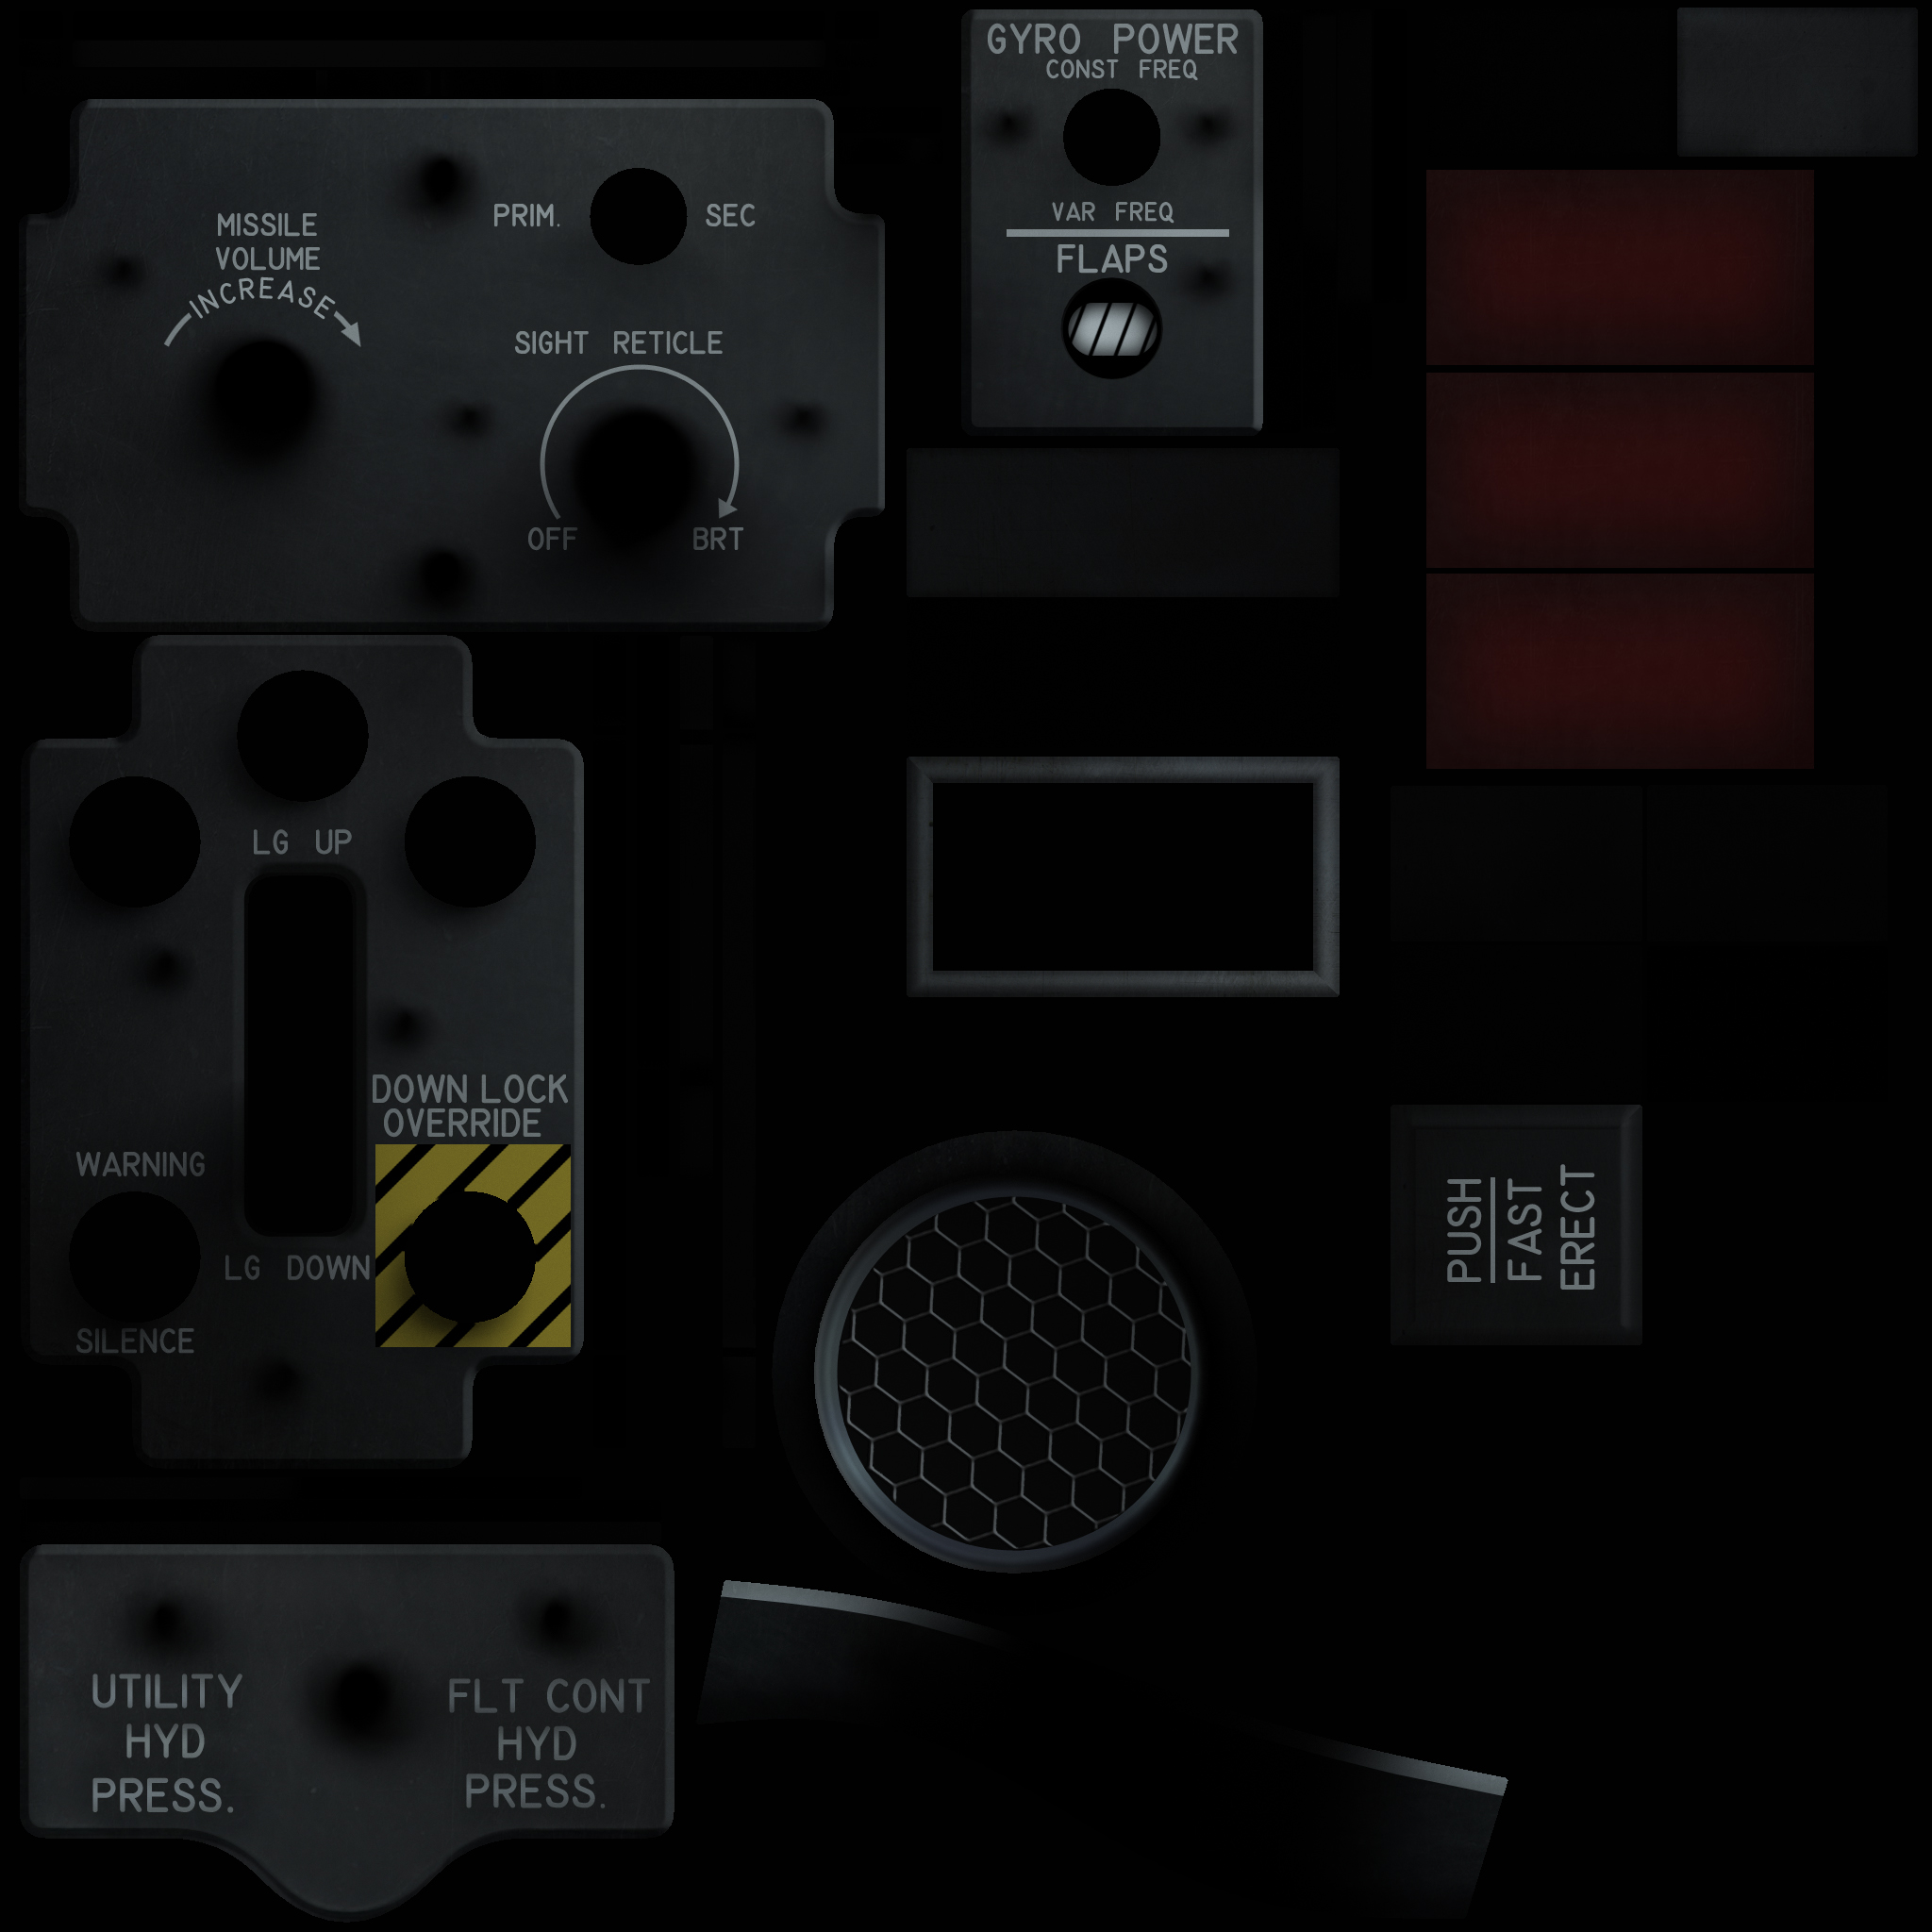 GYRO POWER
CONST FREQ
VAR FREQ
FLAPS
MISSILE
VOLUME
INCREASE
PRIM.
SEC
SIGHT RETICLE
OFF
BRT
LG UP
DOWN LOCK
OVERRIDE
WARNING
SILENCE
LG DOWN
PUSH
FAST
ERECT
UTILITY
HYD
PRESS.
FLT CONT
HYD
PRESS.